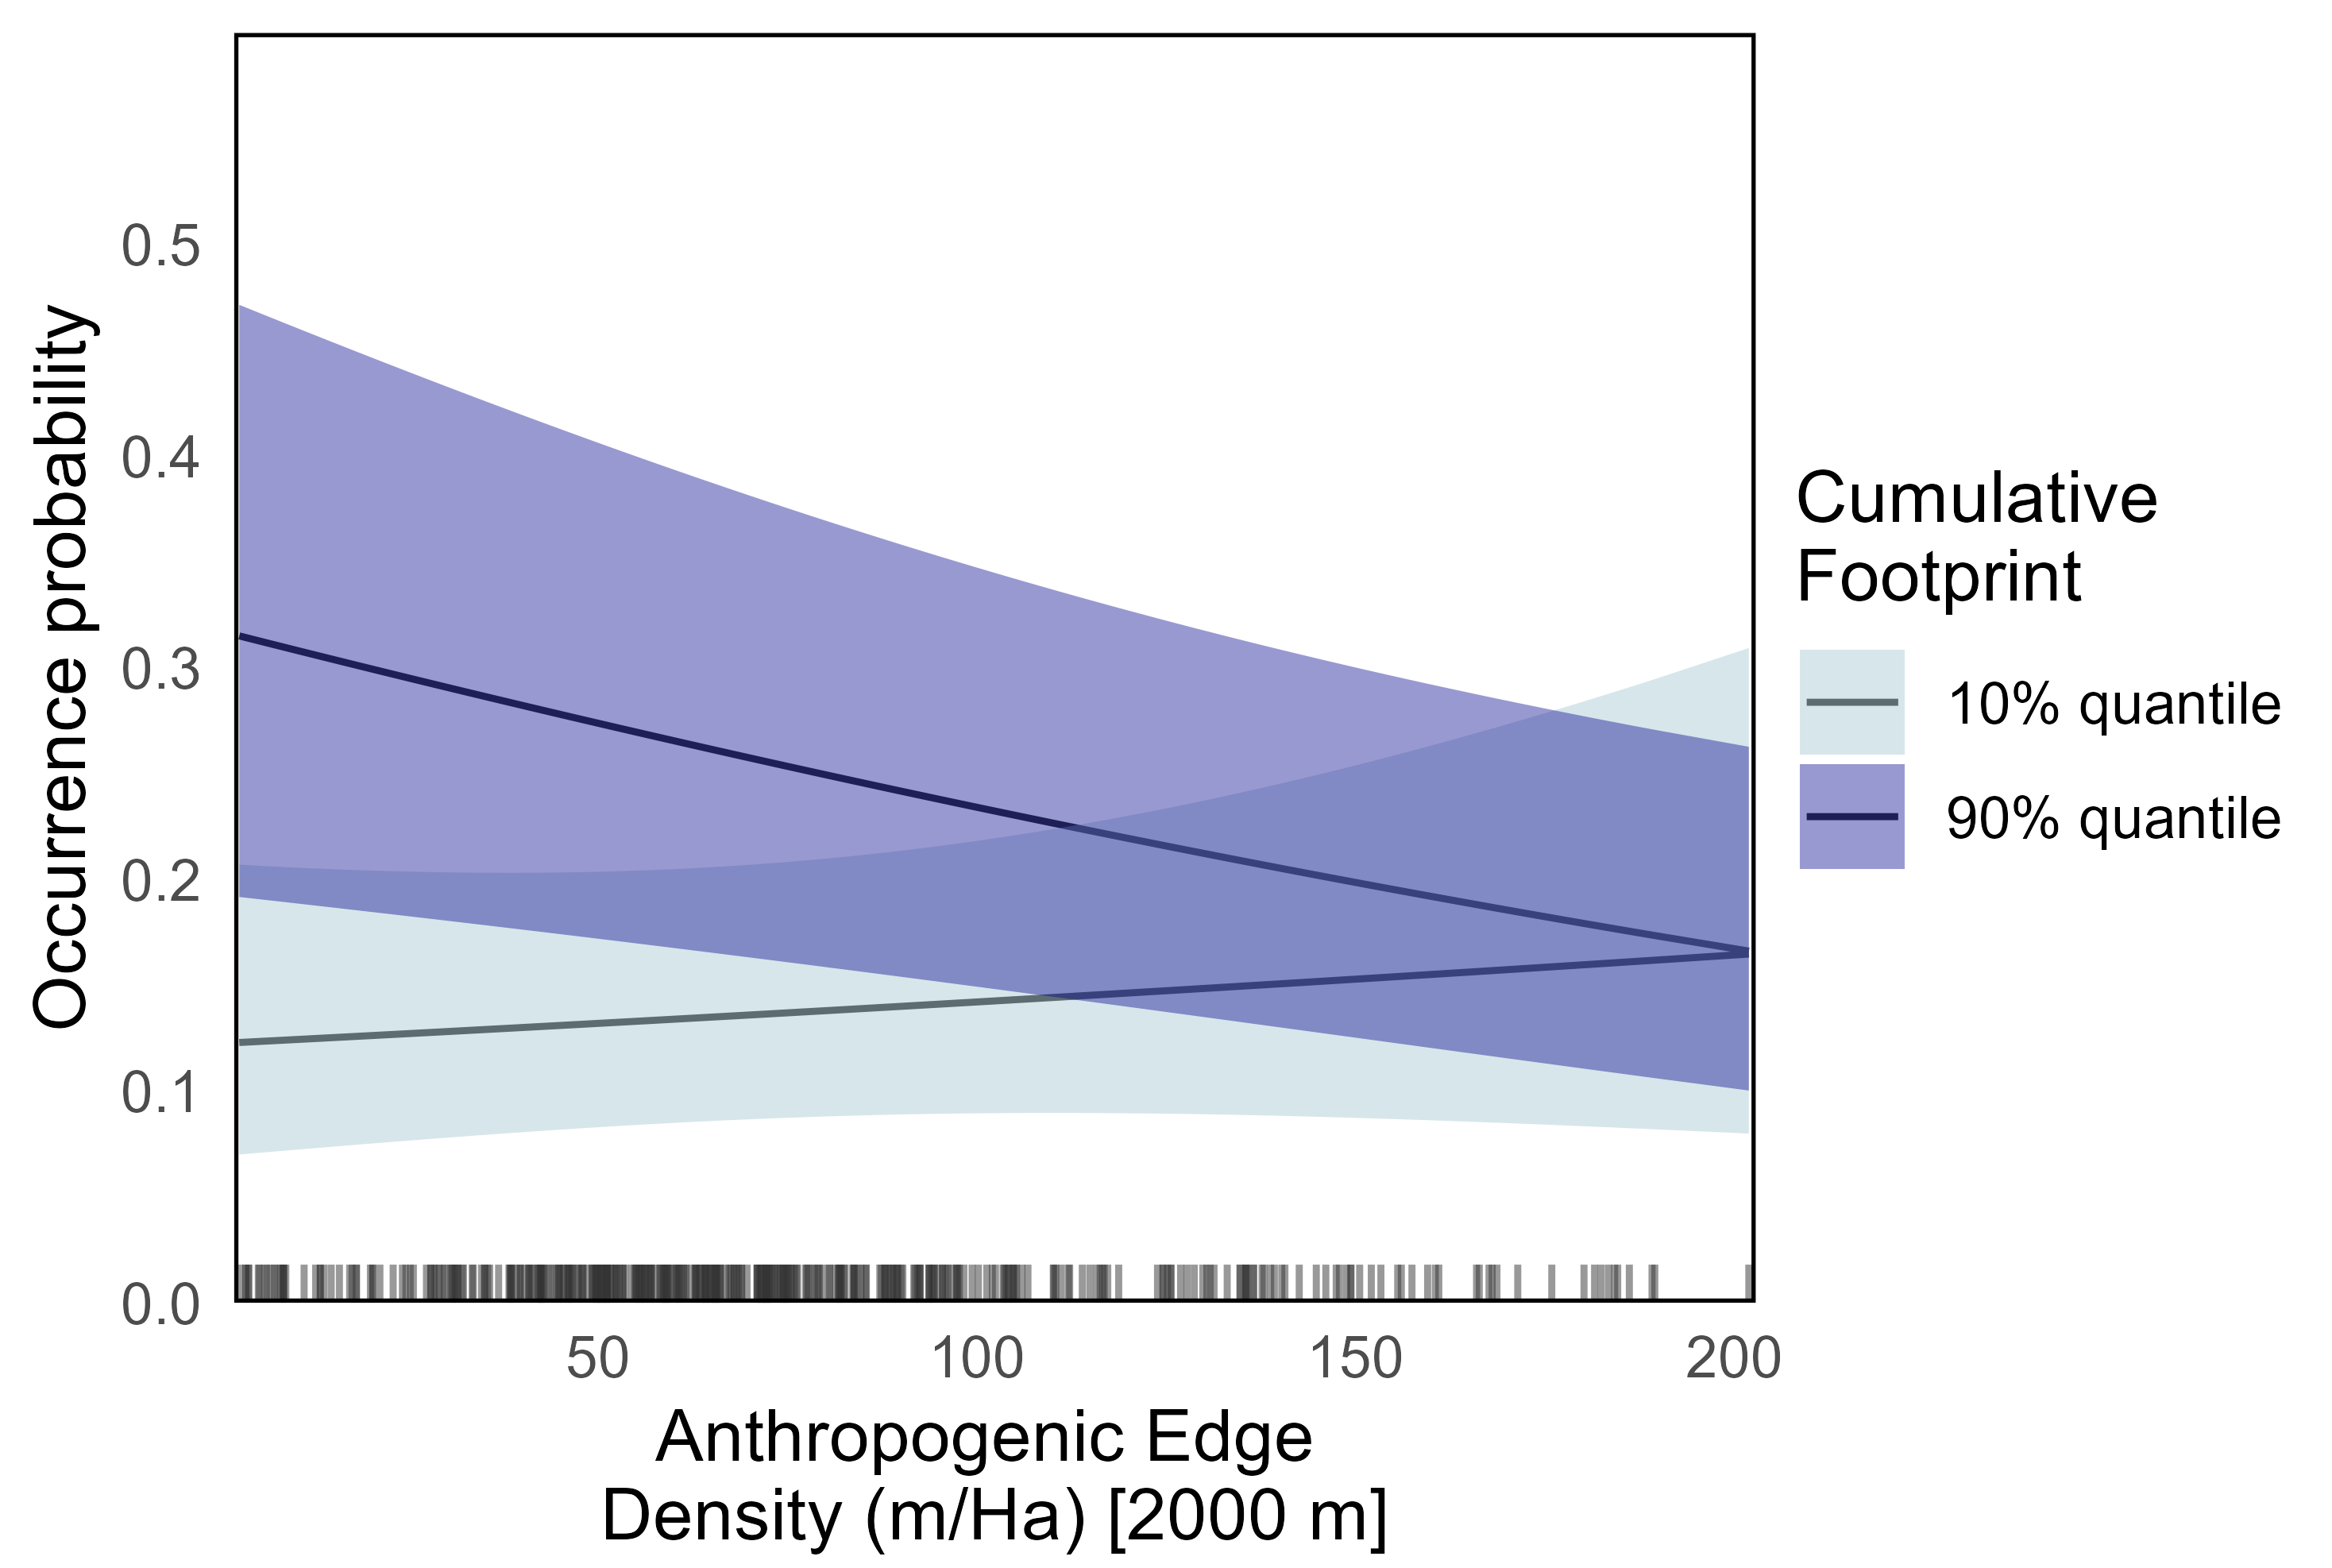 Occurrence probability
0.5
0.4
0.3
0.2
0.1
0.0
50
100
150
200
Anthropogenic Edge
Density (m/Ha) [2000 m]
Cumulative
Footprint
10% quantile
90% quantile